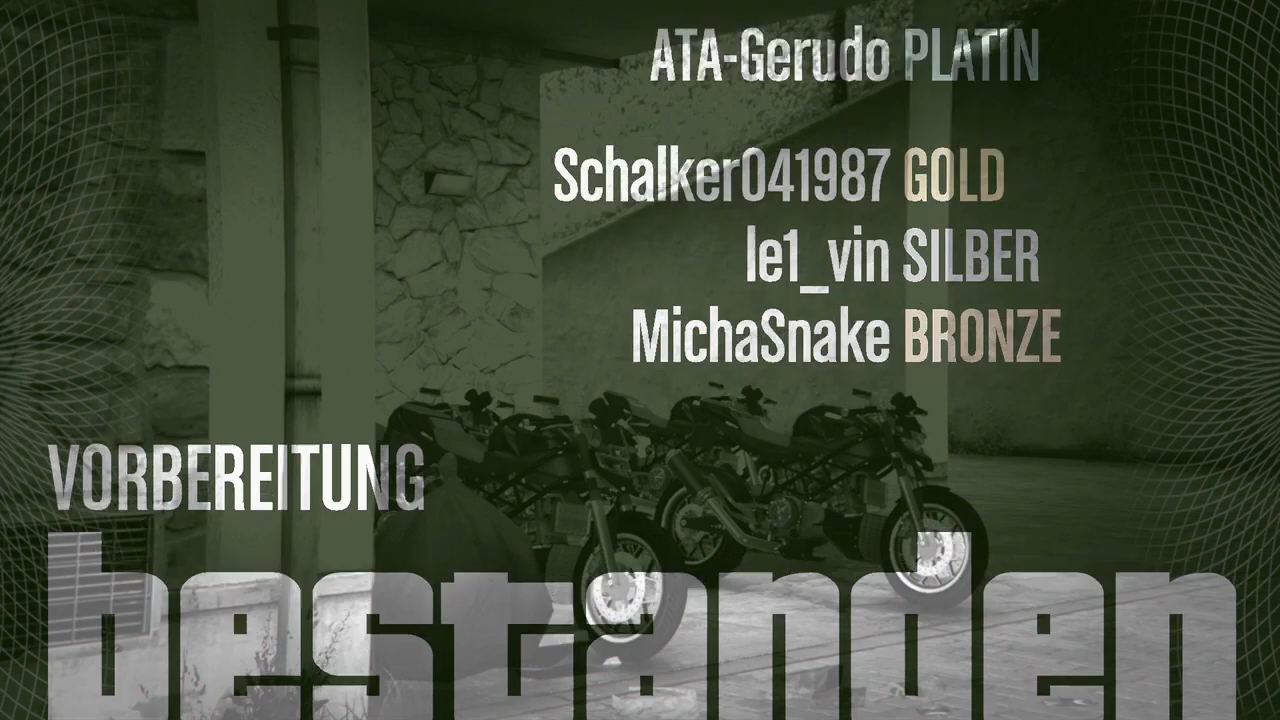 ATA-Gerudo PLATIN
Schalker041987 GOLD
le1_vin SILBER
MichaSnake BRONZE
VORBEREITUNG
bestanden